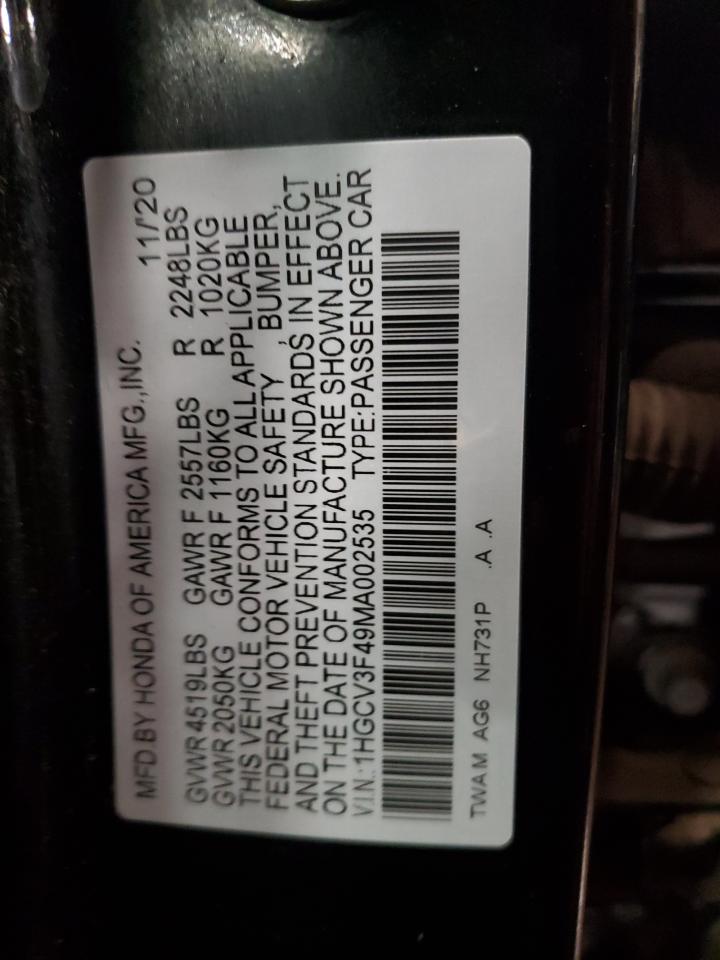 MFD BY HONDA OF AMERICA MFG.,INC. 11/'20
GVWR 4519LBS GAWR F 2557LBS R 2248LBS
GVWR 2050KG GAWR F 1160KG R 1020KG
THIS VEHICLE CONFORMS TO ALL APPLICABLE
FEDERAL MOTOR VEHICLE SAFETY , BUMPER,
AND THEFT PREVENTION STANDARDS IN EFFECT
ON THE DATE OF MANUFACTURE SHOWN ABOVE.
V.I.N.:1HGCV3F49MA002535 TYPE:PASSENGER CAR
TWAM AG6 NH731P .A .A